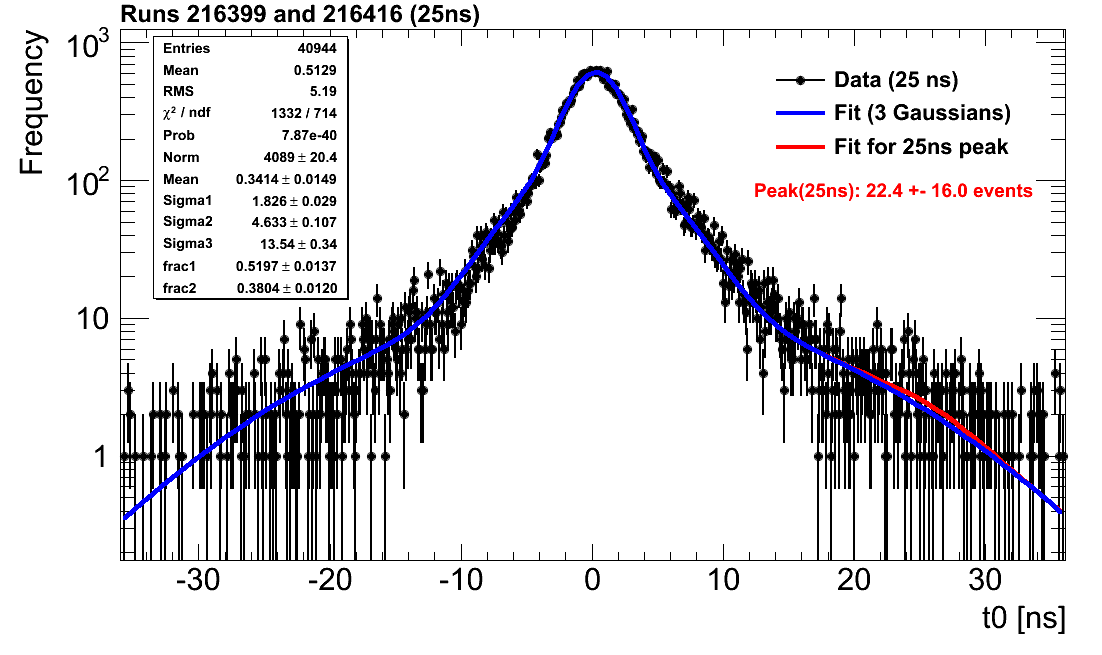 Runs 216399 and 216416 (25ns)
Frequency
10³
10²
10
1
Entries 40944
Mean 0.5129
RMS 5.19
χ² / ndf 1332 / 714
Prob 7.87e-40
Norm 4089 ± 20.4
Mean 0.3414 ± 0.0149
Sigma1 1.826 ± 0.029
Sigma2 4.633 ± 0.107
Sigma3 13.54 ± 0.34
frac1 0.5197 ± 0.0137
frac2 0.3804 ± 0.0120
Data (25 ns)
Fit (3 Gaussians)
Fit for 25ns peak
Peak(25ns): 22.4 +- 16.0 events
-30 -20 -10 0 10 20 30
t0 [ns]